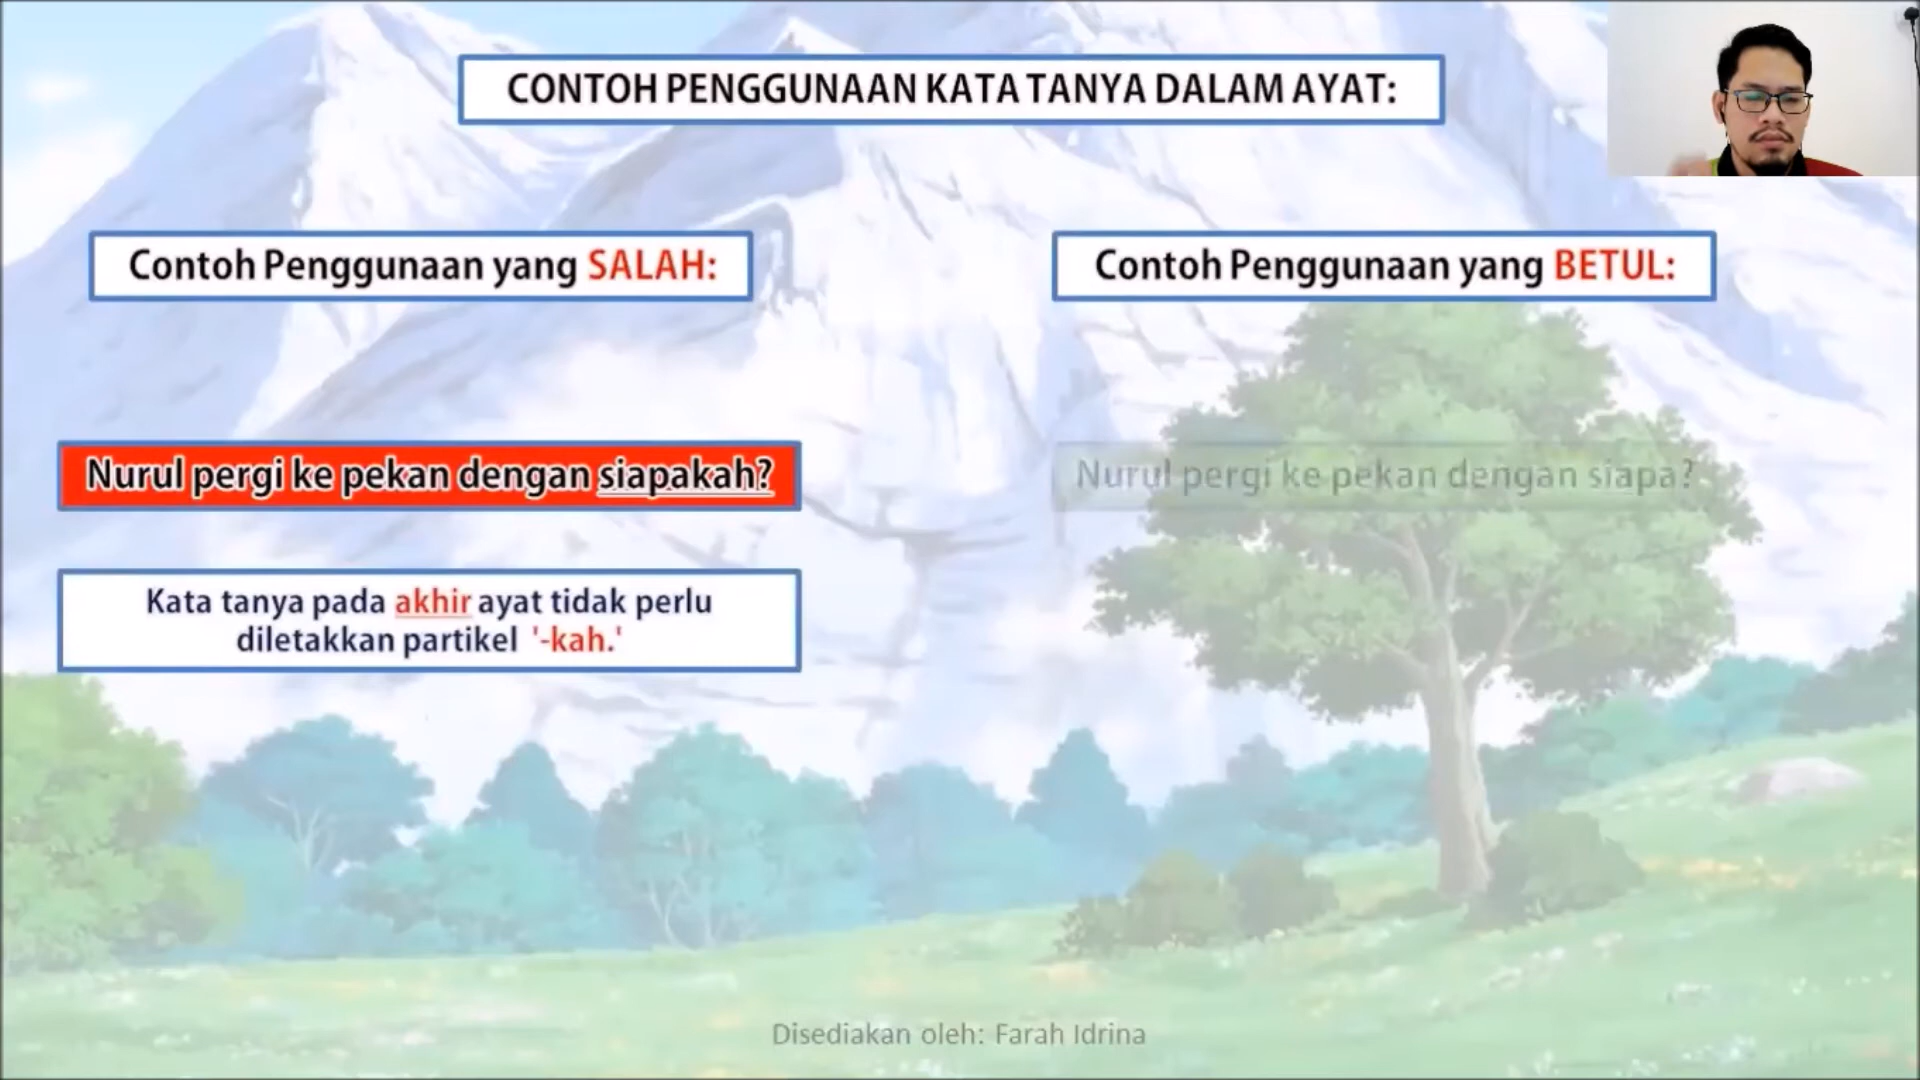 CONTOH PENGGUNAAN KATA TANYA DALAM AYAT:
Contoh Penggunaan yang SALAH:
Contoh Penggunaan yang BETUL:
Nurul pergi ke pekan dengan siapakah?
Nurul pergi ke pekan dengan siapa?
Kata tanya pada akhir ayat tidak perlu
diletakkan partikel '-kah.'
Disediakan oleh: Farah Idrina